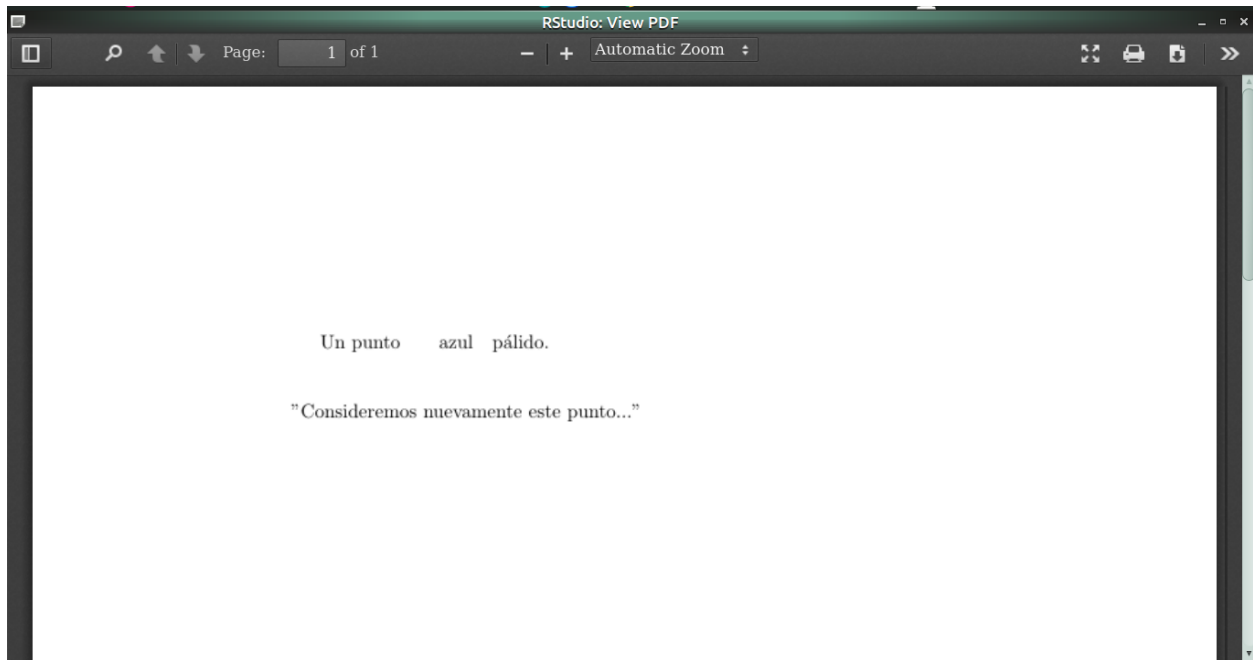 RStudio: View PDF
Page: 1 of 1 Automatic Zoom
Un punto azul pálido.
”Consideremos nuevamente este punto...”